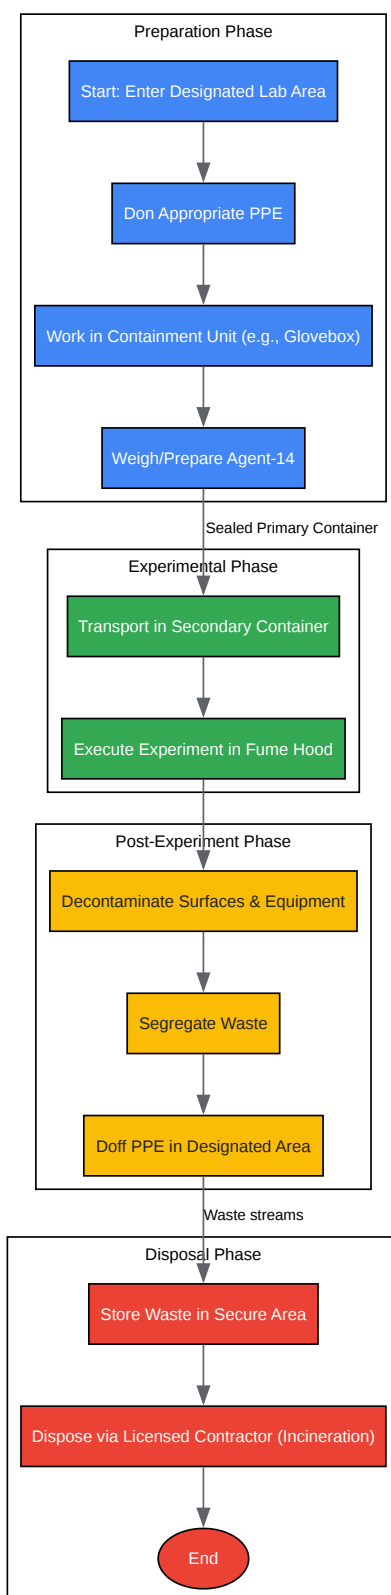 Preparation Phase
Start: Enter Designated Lab Area
Don Appropriate PPE
Work in Containment Unit (e.g., Glovebox)
Weigh/Prepare Agent-14
Sealed Primary Container
Experimental Phase
Transport in Secondary Container
Execute Experiment in Fume Hood
Post-Experiment Phase
Decontaminate Surfaces & Equipment
Segregate Waste
Doff PPE in Designated Area
Waste streams
Disposal Phase
Store Waste in Secure Area
Dispose via Licensed Contractor (Incineration)
End